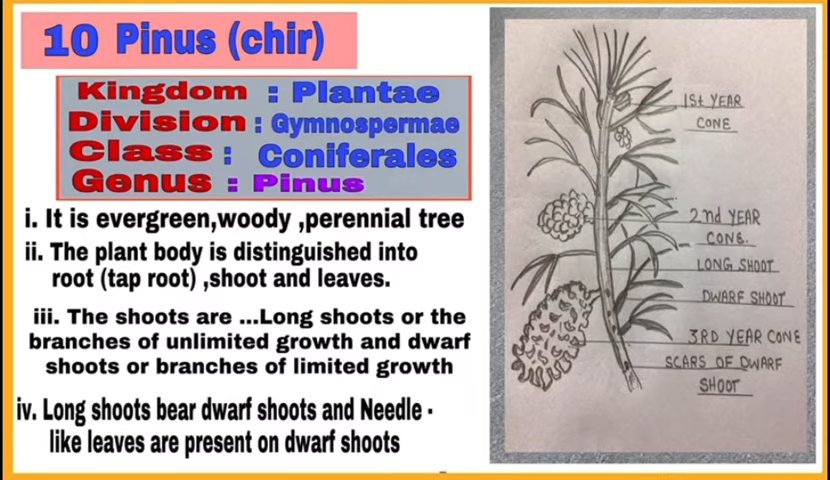 10 Pinus (chir)
Kingdom : Plantae
Division : Gymnospermae
Class : Coniferales
Genus : Pinus
i. It is evergreen,woody ,perennial tree
ii. The plant body is distinguished into
root (tap root) ,shoot and leaves.
iii. The shoots are ...Long shoots or the
branches of unlimited growth and dwarf
shoots or branches of limited growth
iv. Long shoots bear dwarf shoots and Needle -
like leaves are present on dwarf shoots
1St YEAR
CONE
2nd YEAR
CONE.
LONG SHOOT
DWARF SHOOT
3RD YEAR CONE
SCARS OF DWARF
SHOOT